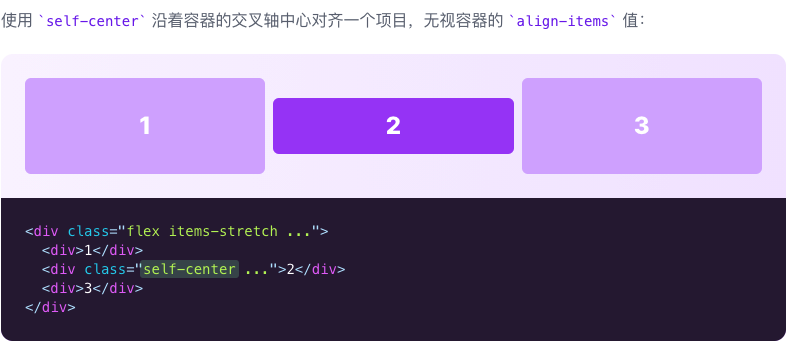 使用 `self-center` 沿着容器的交叉轴中心对齐一个项目，无视容器的 `align-items` 值：
1 2 3
<div class="flex items-stretch ...">
  <div>1</div>
  <div class="self-center ...">2</div>
  <div>3</div>
</div>